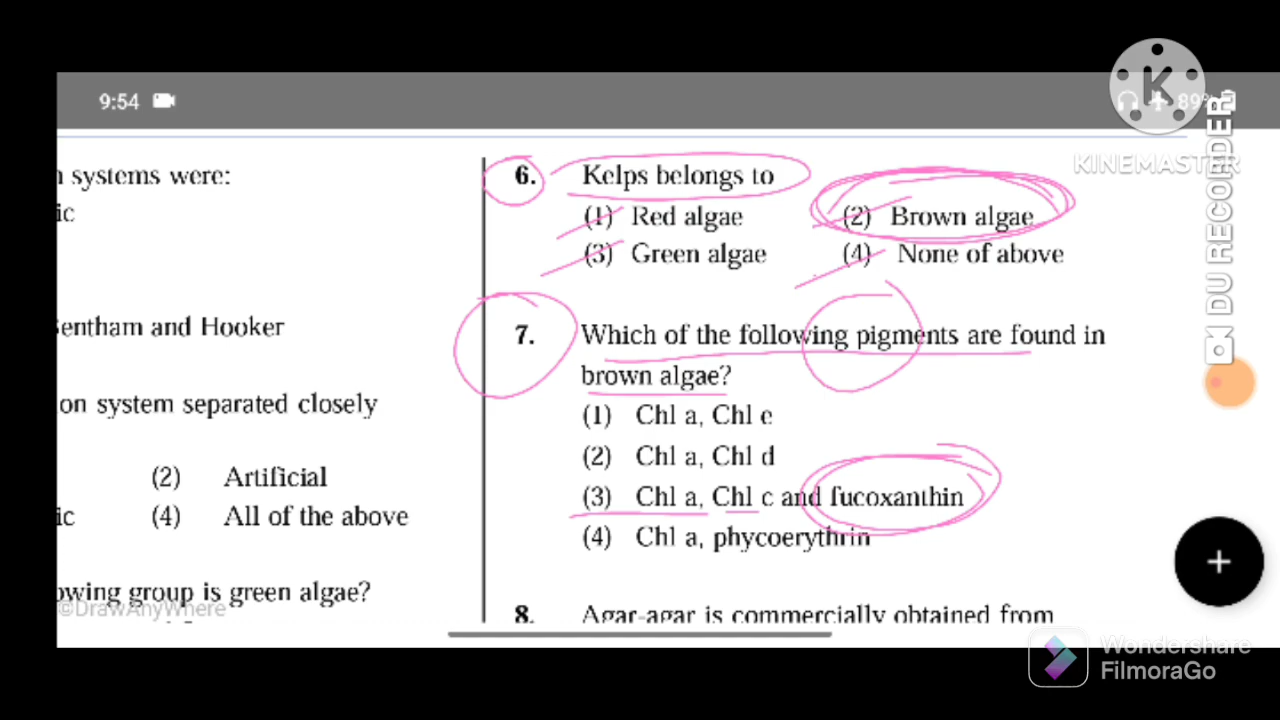 9:54
89%
K
KINEMASTER
DU RECORDER
n systems were:
ic
Bentham and Hooker
on system separated closely
(2) Artificial
ic (4) All of the above
owing group is green algae?
©DrawAnyWhere
6. Kelps belongs to
(1) Red algae (2) Brown algae
(3) Green algae (4) None of above
7. Which of the following pigments are found in
brown algae?
(1) Chl a, Chl e
(2) Chl a, Chl d
(3) Chl a, Chl c and fucoxanthin
(4) Chl a, phycoerythrin
8. Agar-agar is commercially obtained from
Wondershare
FilmoraGo